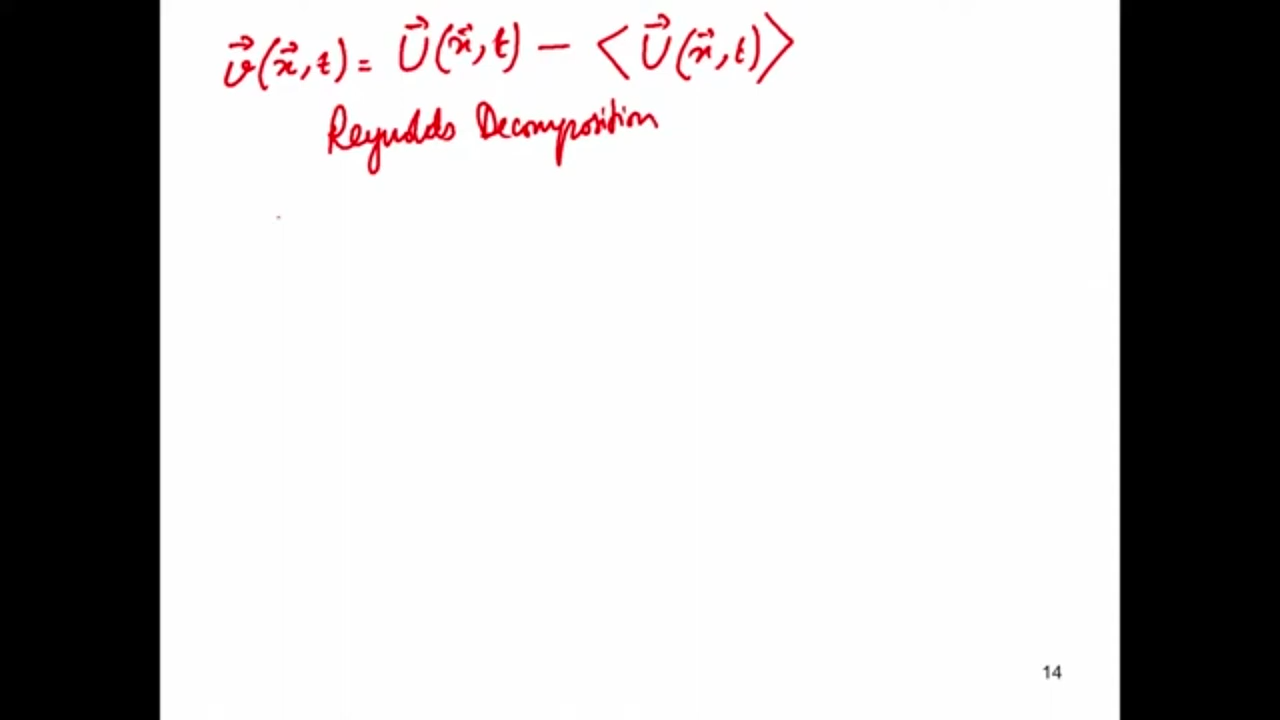 v⃗(x⃗,t) = U⃗(x⃗,t) − ⟨U⃗(x⃗,t)⟩
Reynolds Decomposition
14